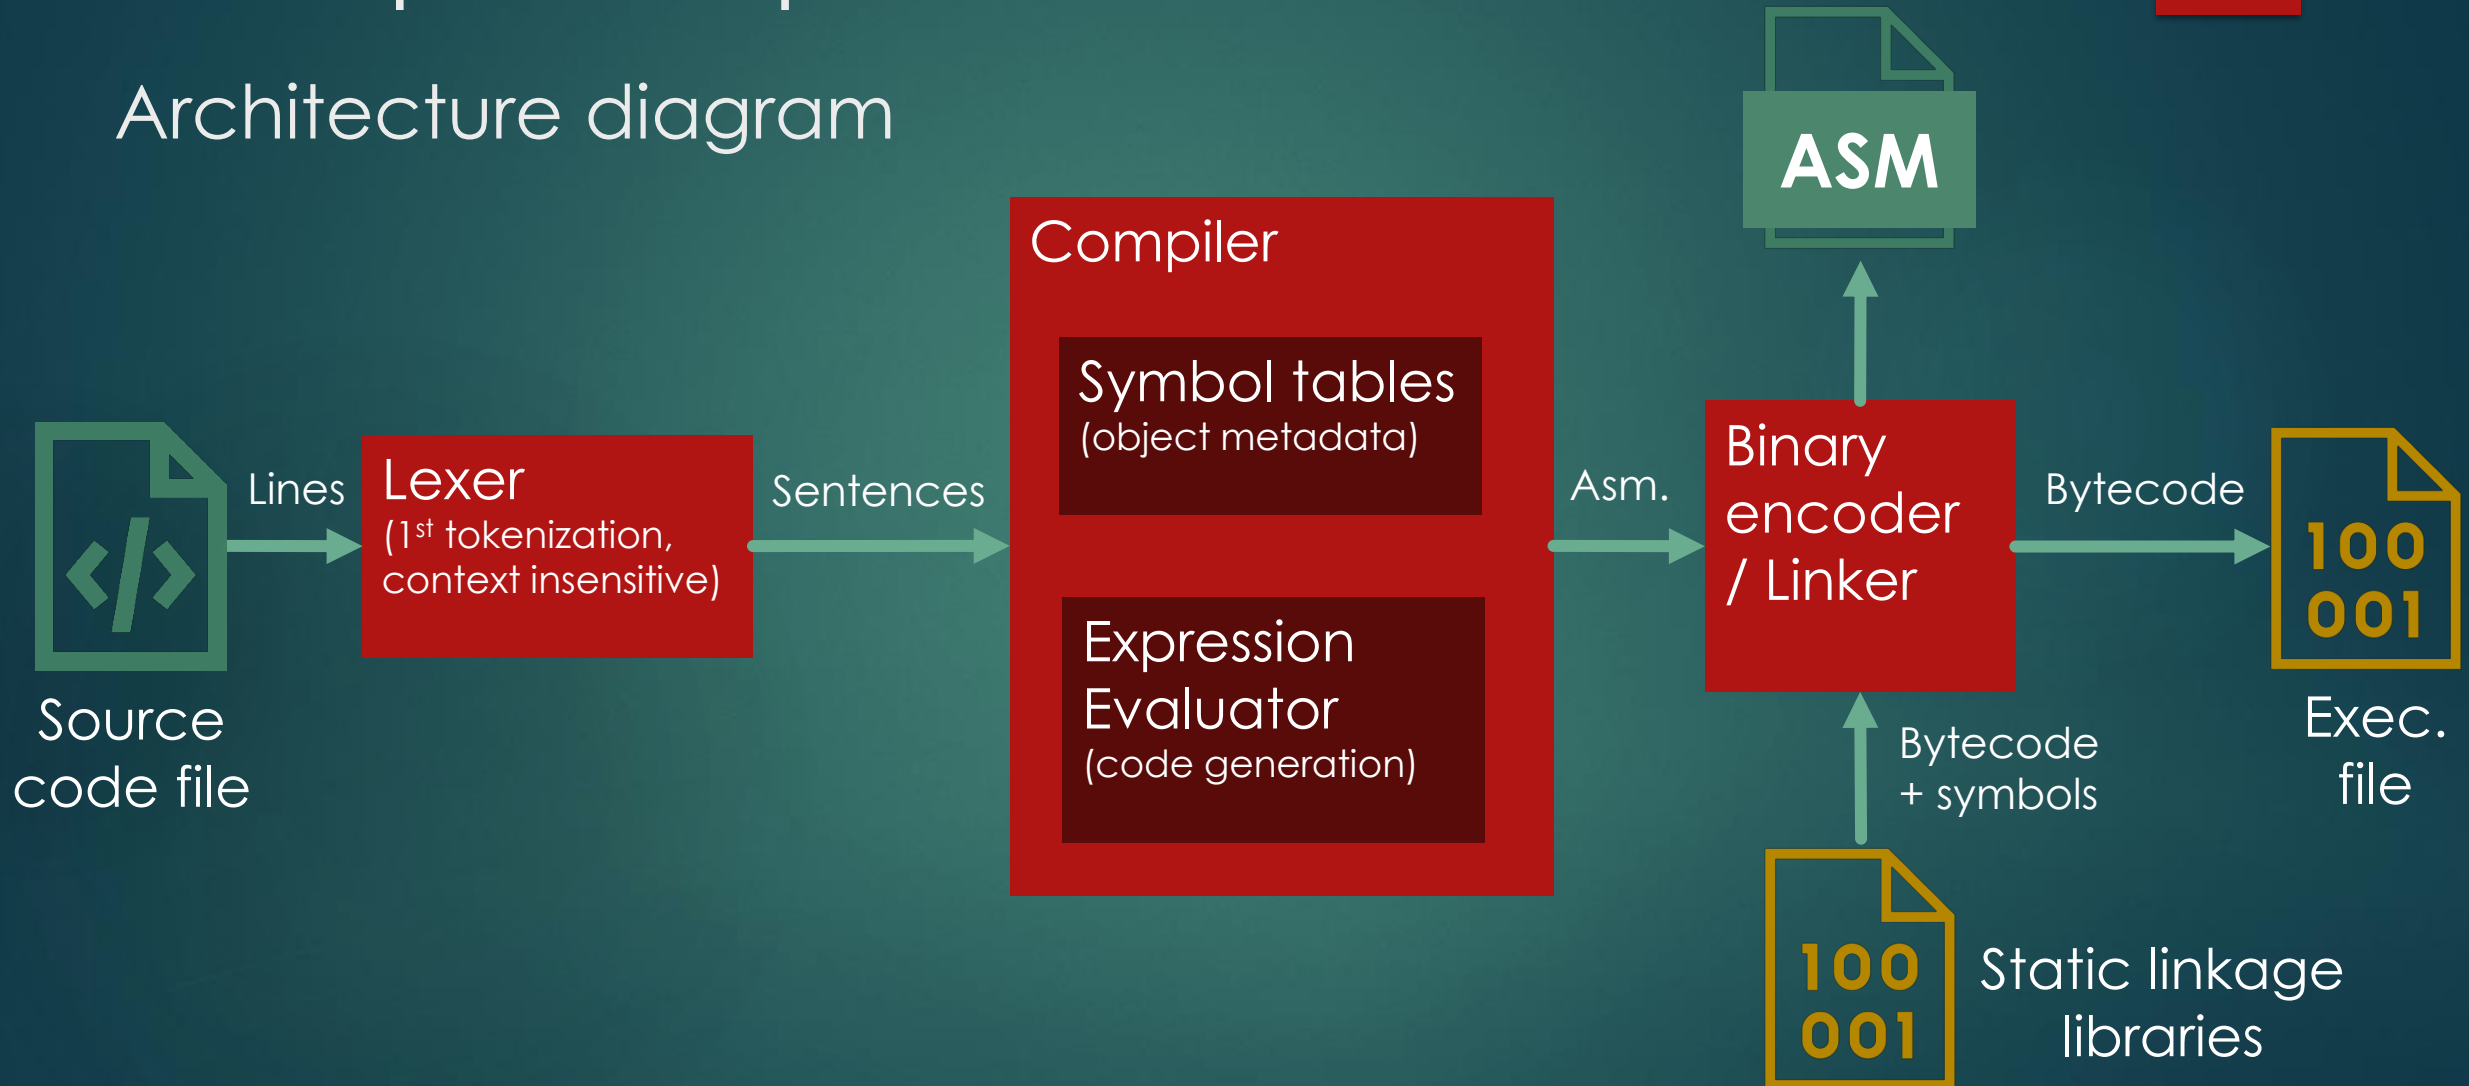 Architecture diagram
ASM
Compiler
Symbol tables
(object metadata)
Expression
Evaluator
(code generation)
Lines
Lexer
(1st tokenization,
context insensitive)
Sentences
Asm.
Binary
encoder
/ Linker
Bytecode
100
001
Source
code file
</>
Exec.
file
Bytecode
+ symbols
100
001
Static linkage
libraries